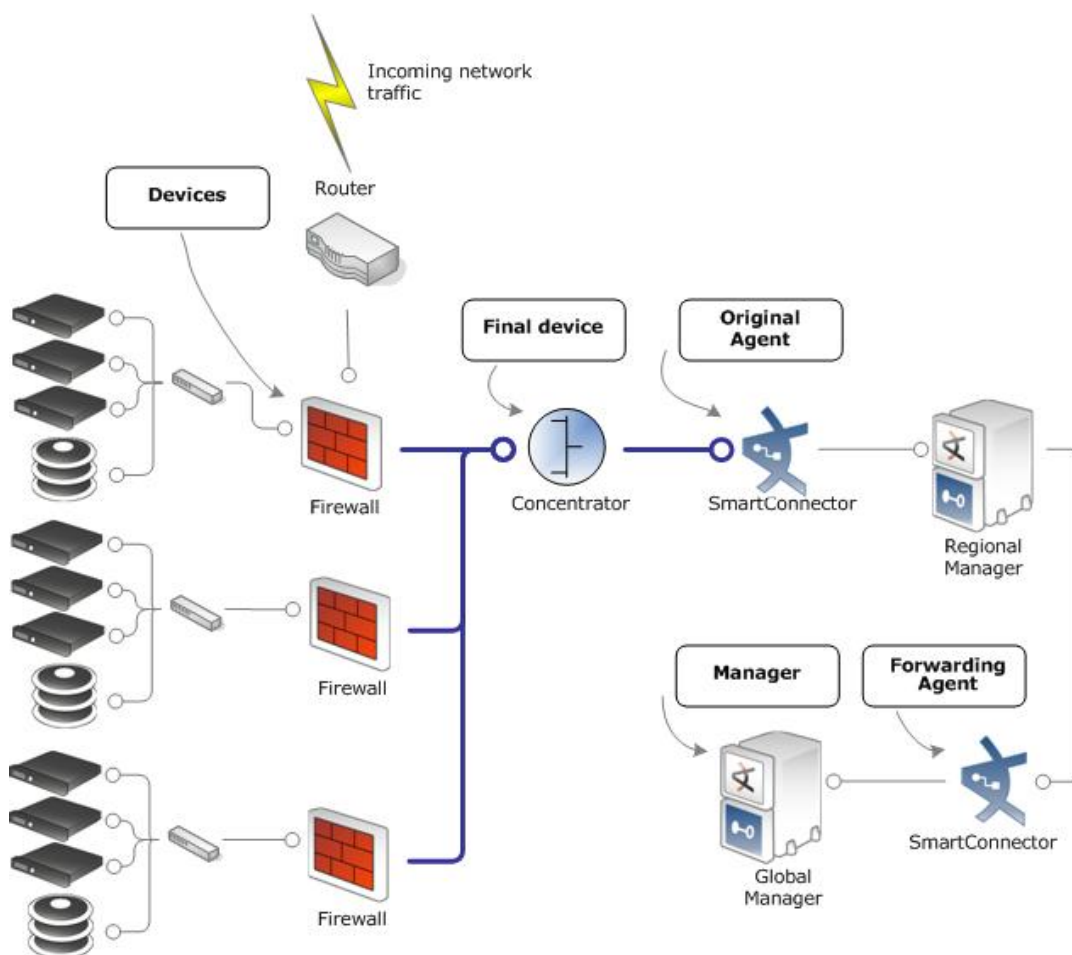 Incoming network
traffic
Devices
Router
Final device
Original
Agent
Firewall
Concentrator
SmartConnector
Regional
Manager
Firewall
Manager
Forwarding
Agent
SmartConnector
Global
Manager
Firewall